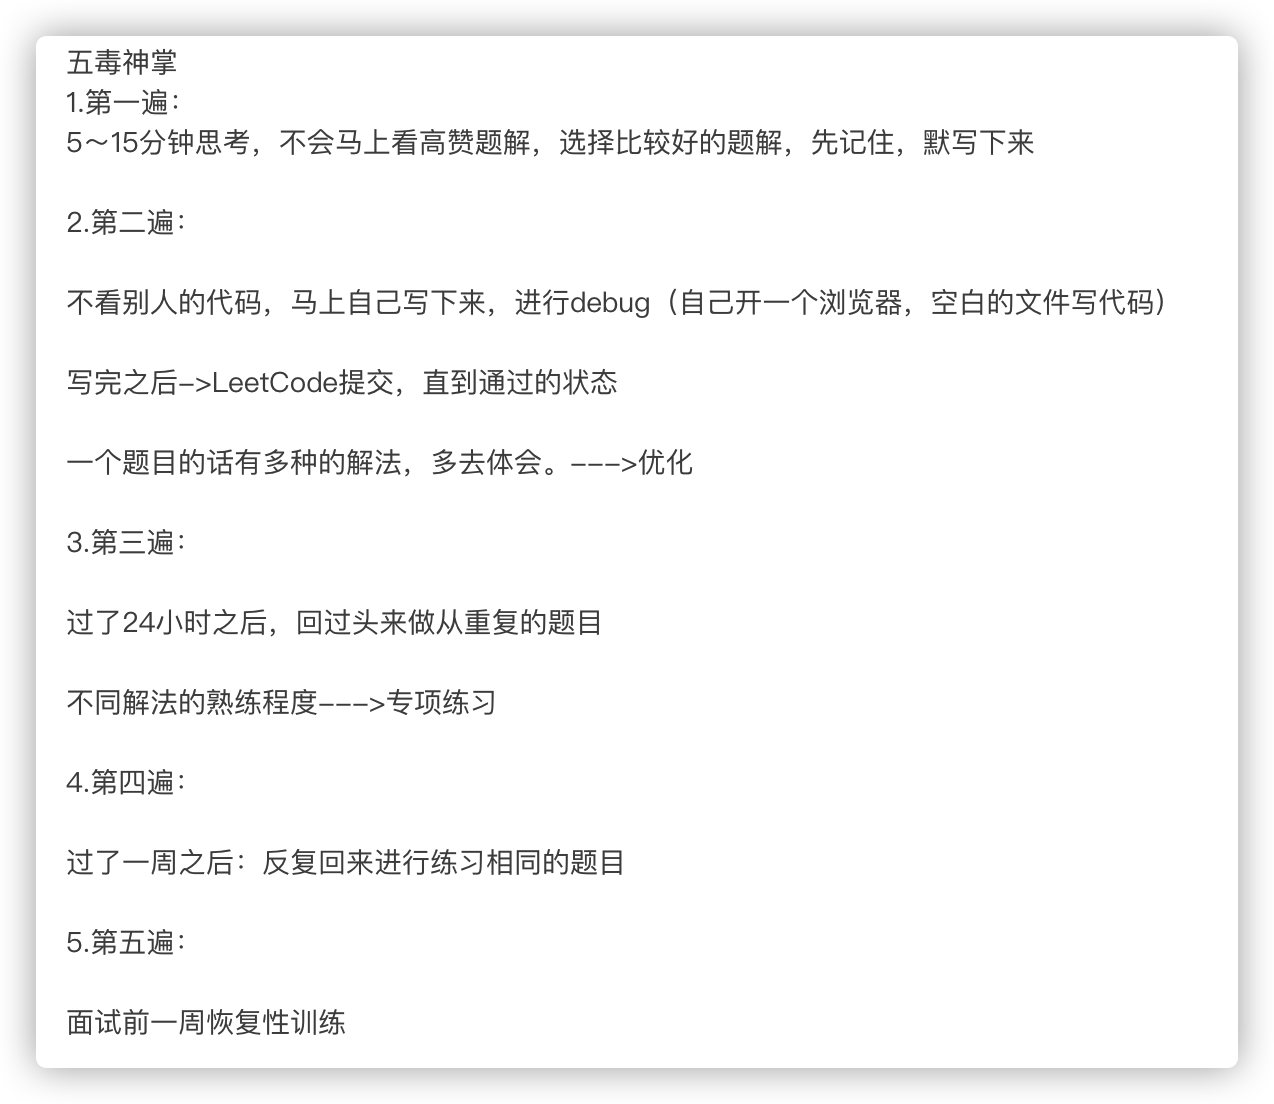 五毒神掌
1.第一遍：
5～15分钟思考，不会马上看高赞题解，选择比较好的题解，先记住，默写下来
2.第二遍：
不看别人的代码，马上自己写下来，进行debug（自己开一个浏览器，空白的文件写代码）
写完之后->LeetCode提交，直到通过的状态
一个题目的话有多种的解法，多去体会。--->优化
3.第三遍：
过了24小时之后，回过头来做从重复的题目
不同解法的熟练程度--->专项练习
4.第四遍：
过了一周之后：反复回来进行练习相同的题目
5.第五遍：
面试前一周恢复性训练